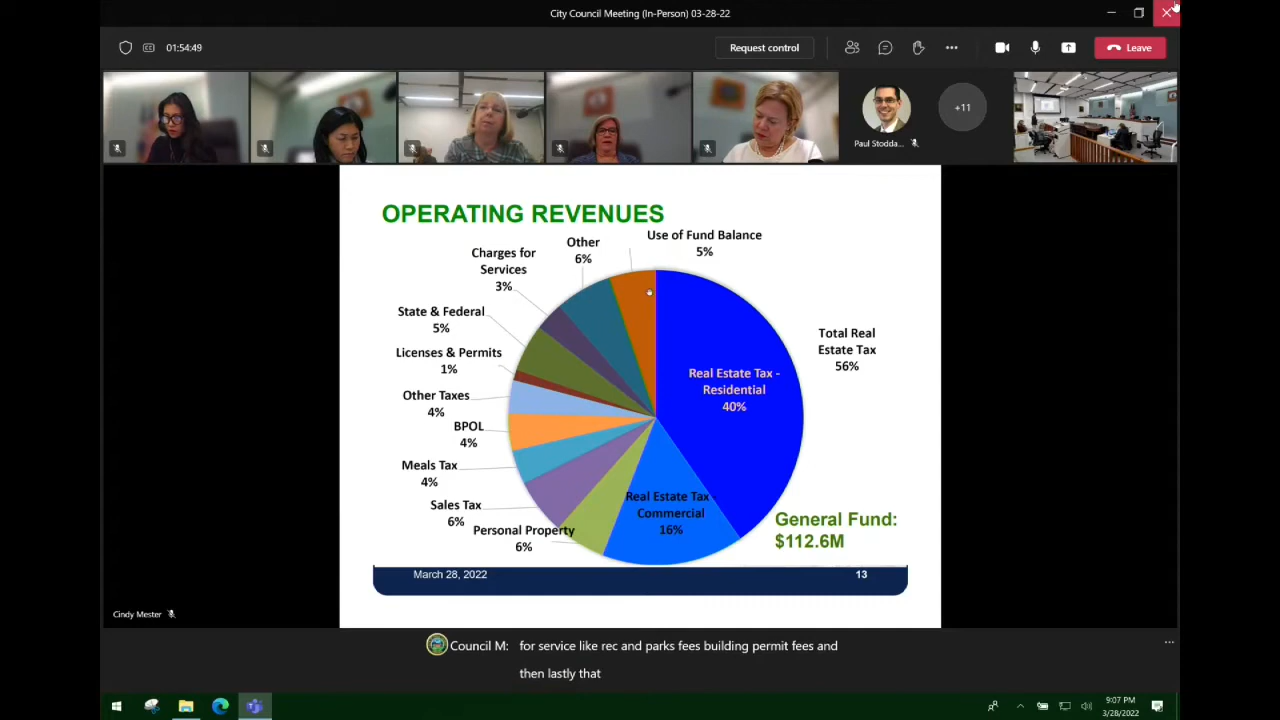 City Council Meeting (In-Person) 03-28-22
01:54:49
Request control
Leave
+11
Paul Stodda...
OPERATING REVENUES
Use of Fund Balance
5%
Other
6%
Charges for
Services
3%
State & Federal
5%
Licenses & Permits
1%
Other Taxes
4%
BPOL
4%
Meals Tax
4%
Sales Tax
6%
Personal Property
6%
Total Real
Estate Tax
56%
Real Estate Tax -
Residential
40%
Real Estate Tax -
Commercial
16%
General Fund:
$112.6M
March 28, 2022
13
Cindy Mester
Council M: for service like rec and parks fees building permit fees and
then lastly that
9:07 PM
3/28/2022